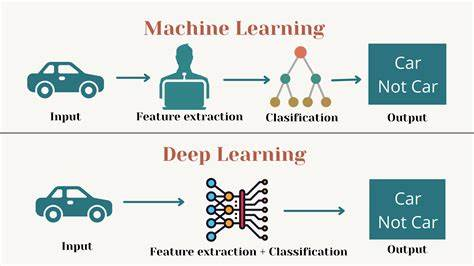 Machine Learning
Car
Not Car
Input
Feature extraction
Clasification
Output
Deep Learning
Car
Not Car
Input
Feature extraction + Classification
Output